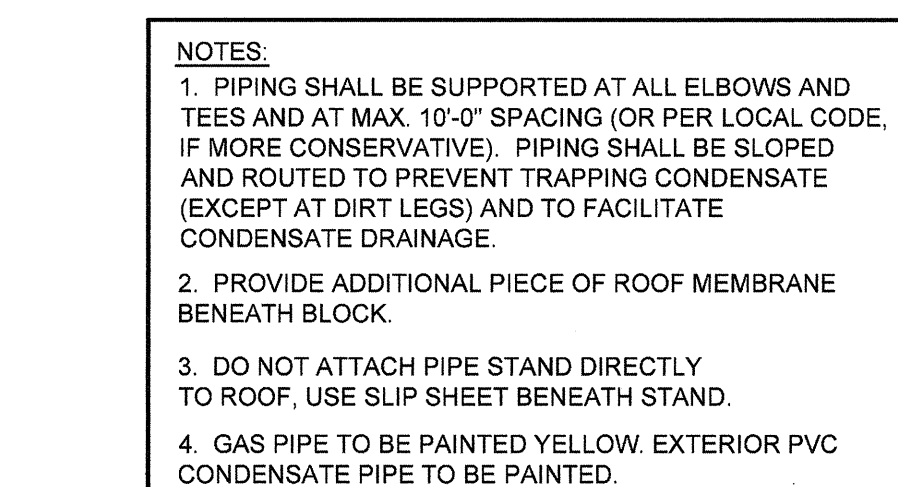 NOTES:
1. PIPING SHALL BE SUPPORTED AT ALL ELBOWS AND
TEES AND AT MAX. 10'-0" SPACING (OR PER LOCAL CODE,
IF MORE CONSERVATIVE). PIPING SHALL BE SLOPED
AND ROUTED TO PREVENT TRAPPING CONDENSATE
(EXCEPT AT DIRT LEGS) AND TO FACILITATE
CONDENSATE DRAINAGE.
2. PROVIDE ADDITIONAL PIECE OF ROOF MEMBRANE
BENEATH BLOCK.
3. DO NOT ATTACH PIPE STAND DIRECTLY
TO ROOF, USE SLIP SHEET BENEATH STAND.
4. GAS PIPE TO BE PAINTED YELLOW. EXTERIOR PVC
CONDENSATE PIPE TO BE PAINTED.